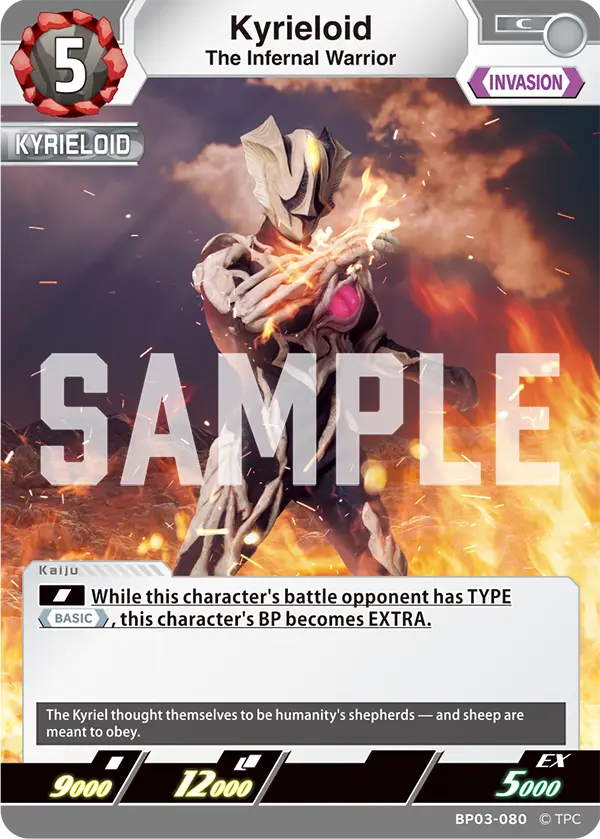 Kyrieloid
The Infernal Warrior
C
5
INVASION
KYRIELOID
SAMPLE
Kaiju
While this character's battle opponent has TYPE
BASIC, this character's BP becomes EXTRA.
The Kyriel thought themselves to be humanity's shepherds — and sheep are
meant to obey.
EX
9000 12000 5000
BP03-080 © TPC